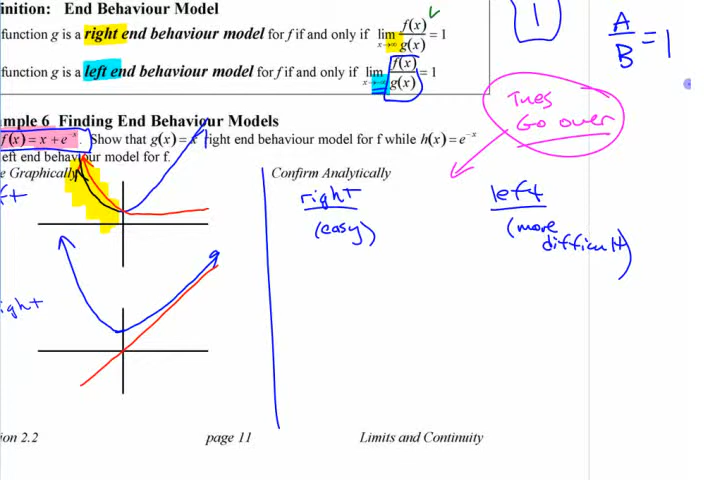 inition: End Behaviour Model
function g is a right end behaviour model for f if and only if lim x→∞ f(x)/g(x) = 1
function g is a left end behaviour model for f if and only if lim x→-∞ f(x)/g(x) = 1
1
A/B = 1
Tues
Go over
mple 6 Finding End Behaviour Models
f(x) = x + e^-x. Show that g(x) = x right end behaviour model for f while h(x) = e^-x
eft end behaviour model for f.
e Graphically
Confirm Analytically
ft
right
(easy)
left
(more
difficult)
ight
ion 2.2
page 11
Limits and Continuity